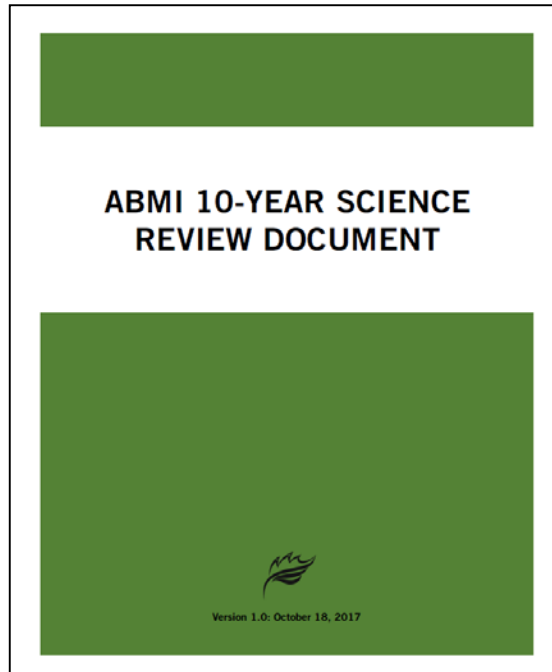 ABMI 10-YEAR SCIENCE
REVIEW DOCUMENT
Version 1.0: October 18, 2017